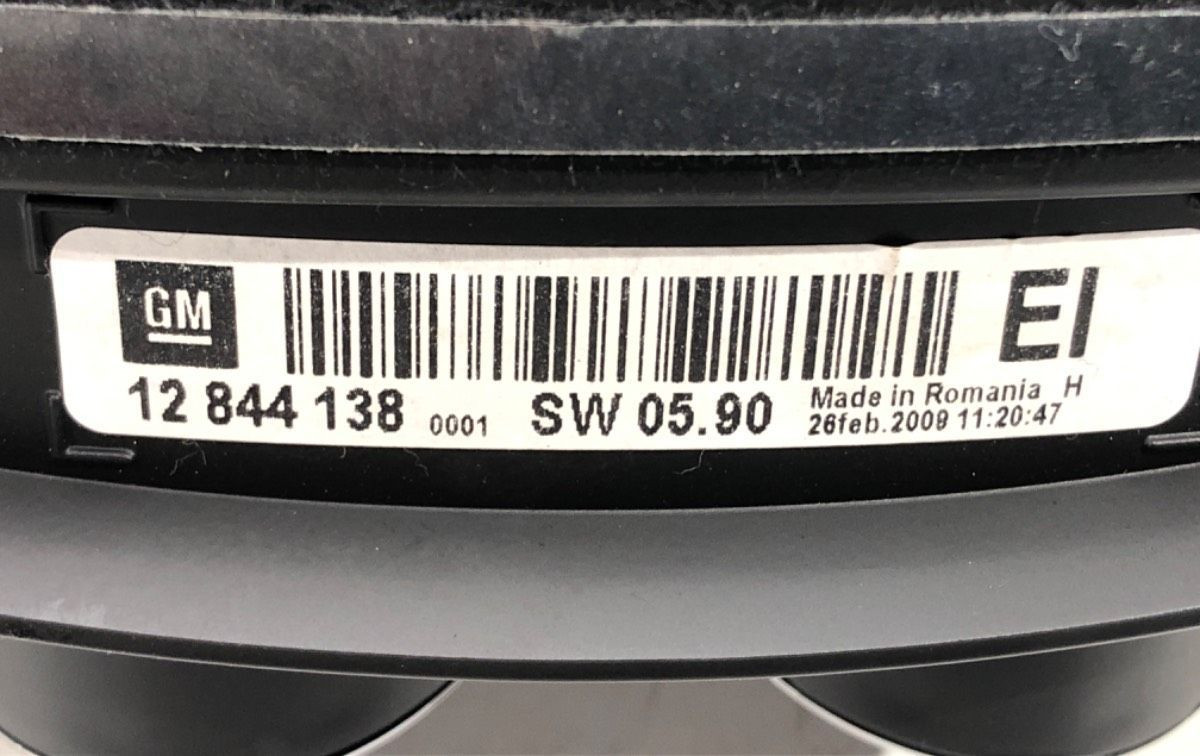 GM
EI
12 844 138 0001 SW 05.90
Made in Romania H
26feb.2009 11:20:47